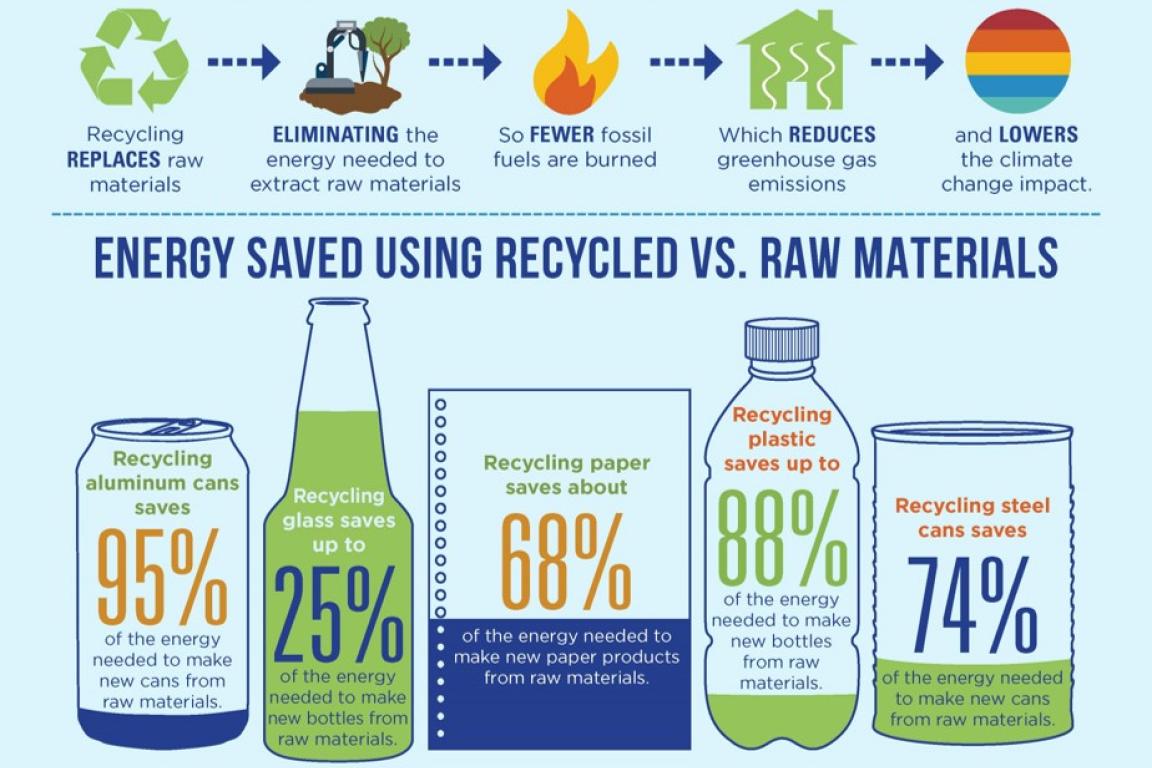 Recycling
REPLACES raw
materials
ELIMINATING the
energy needed to
extract raw materials
So FEWER fossil
fuels are burned
Which REDUCES
greenhouse gas
emissions
and LOWERS
the climate
change impact.
ENERGY SAVED USING RECYCLED VS. RAW MATERIALS
Recycling
aluminum cans
saves
95%
of the energy
needed to make
new cans from
raw materials.
Recycling
glass saves
up to
25%
of the energy
needed to make
new bottles from
raw materials.
Recycling paper
saves about
68%
of the energy needed to
make new paper products
from raw materials.
Recycling
plastic
saves up to
88%
of the energy
needed to make
new bottles
from raw
materials.
Recycling steel
cans saves
74%
of the energy needed
to make new cans
from raw materials.